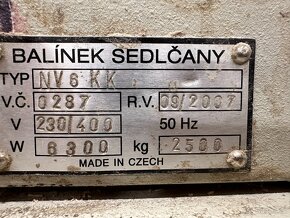 BALÍNEK SEDLČANY
TYP NV6 KK
V.Č. 0287 R.V. 09/2007
V 230/400 50 Hz
W 6300 kg 2500
MADE IN CZECH